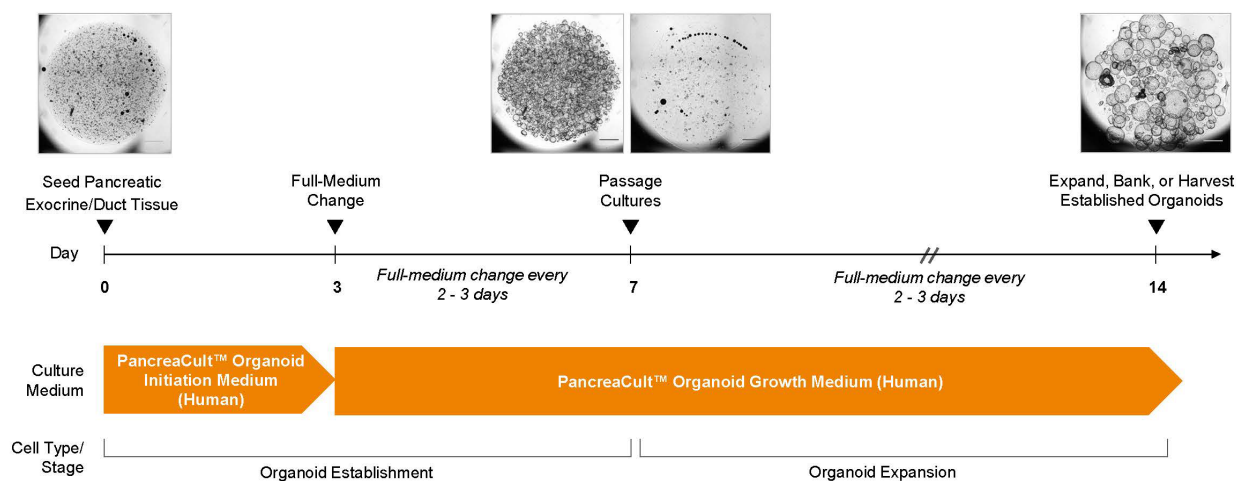 Seed Pancreatic
Exocrine/Duct Tissue
Full-Medium
Change
Passage
Cultures
Expand, Bank, or Harvest
Established Organoids
Day
0
3
Full-medium change every
2 - 3 days
7
Full-medium change every
2 - 3 days
14
Culture
Medium
PancreaCult™ Organoid
Initiation Medium
(Human)
PancreaCult™ Organoid Growth Medium (Human)
Cell Type/
Stage
Organoid Establishment
Organoid Expansion